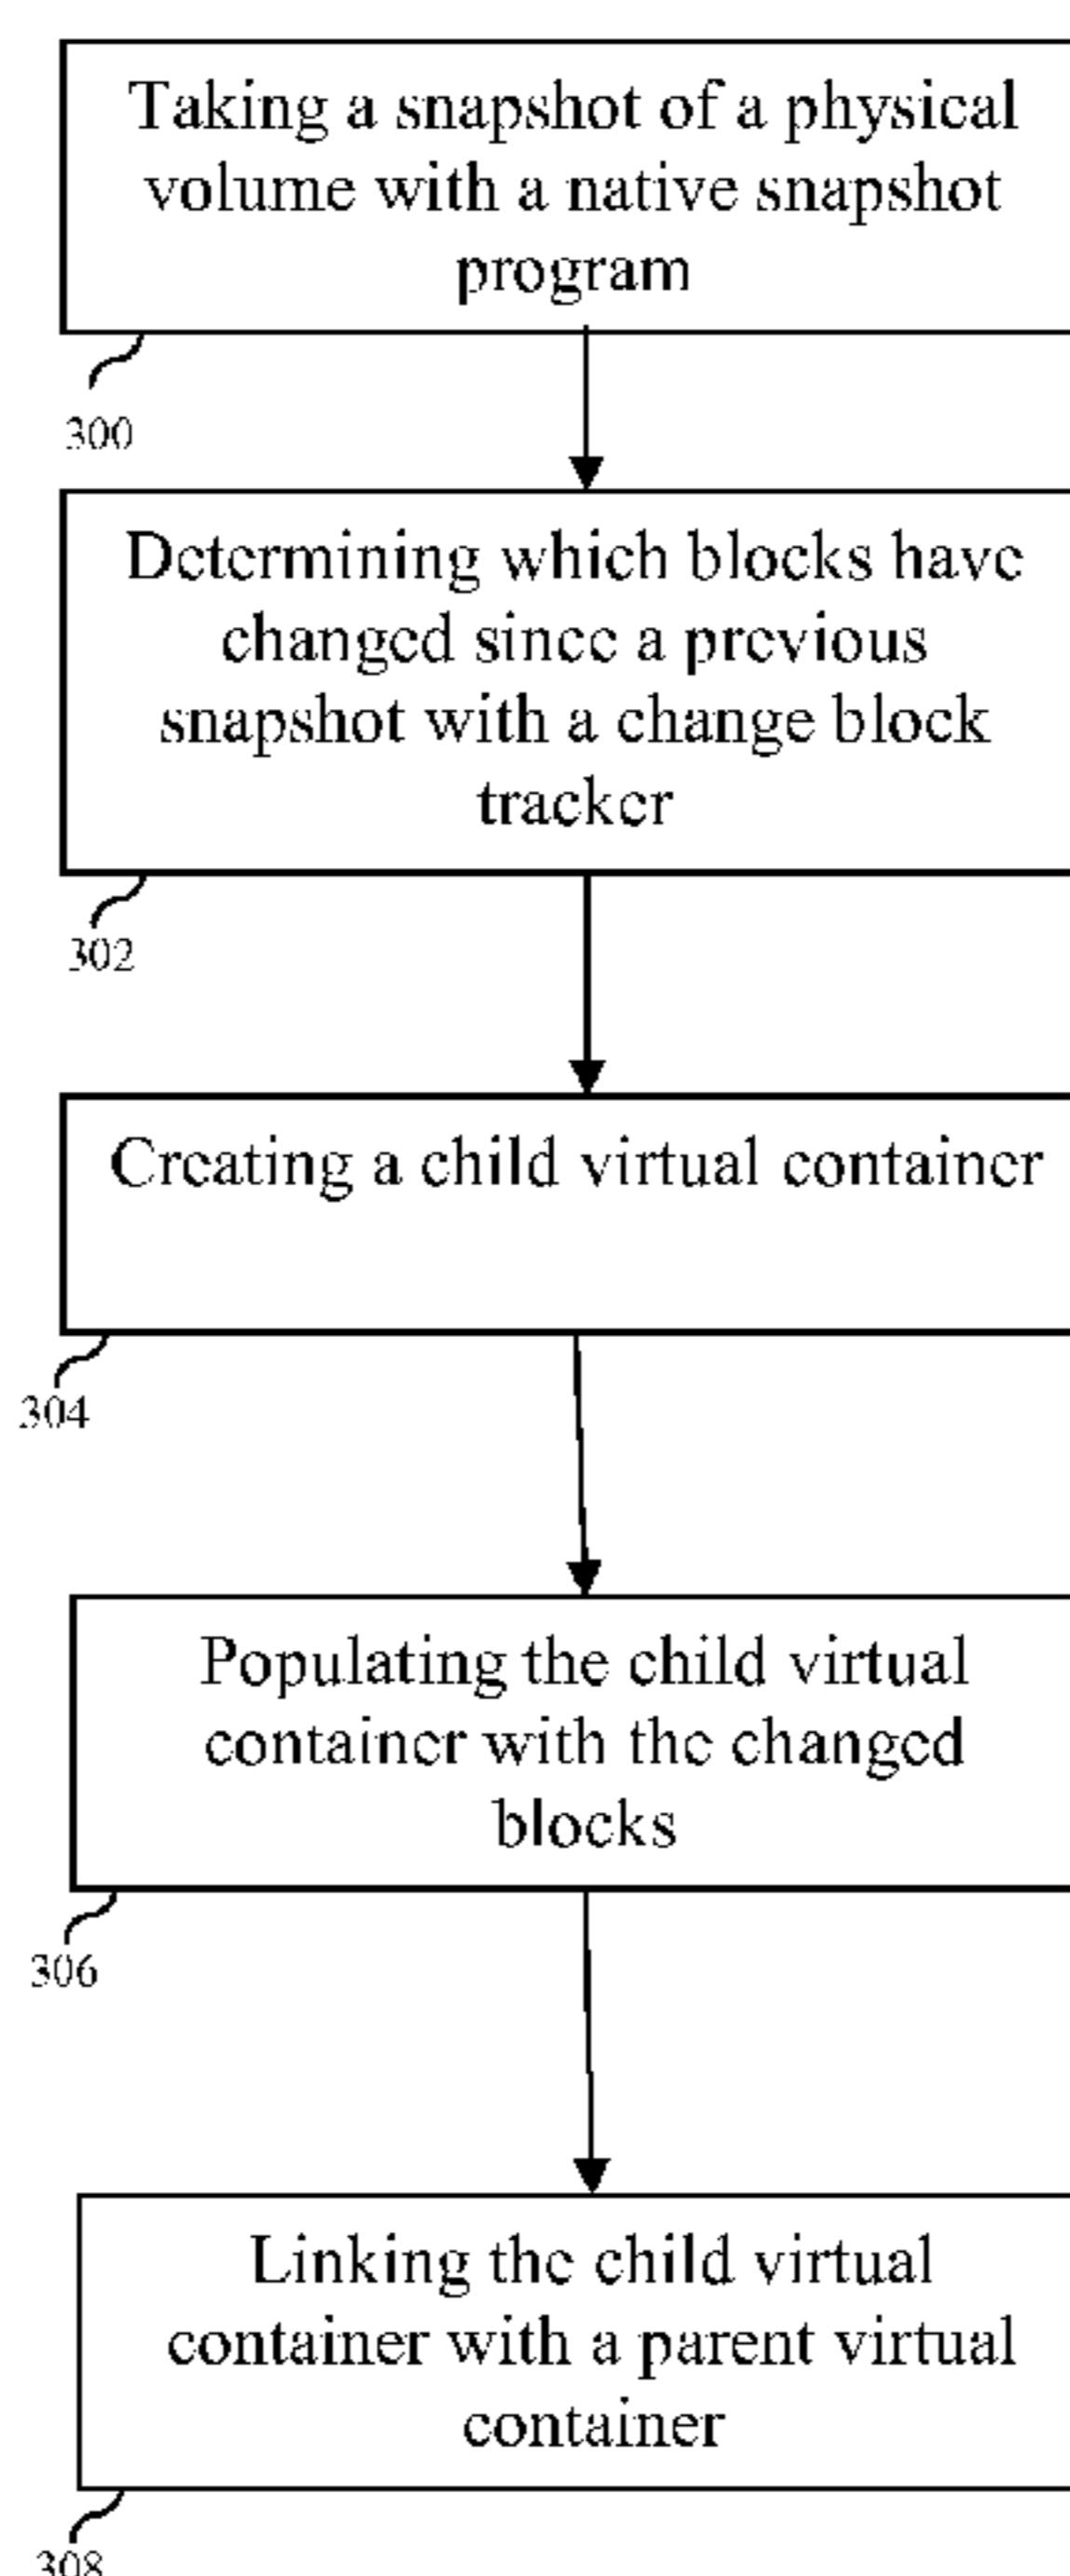 Taking a snapshot of a physical
volume with a native snapshot
program
300
Determining which blocks have
changed since a previous
snapshot with a change block
tracker
302
Creating a child virtual container
304
Populating the child virtual
container with the changed
blocks
306
Linking the child virtual
container with a parent virtual
container
308